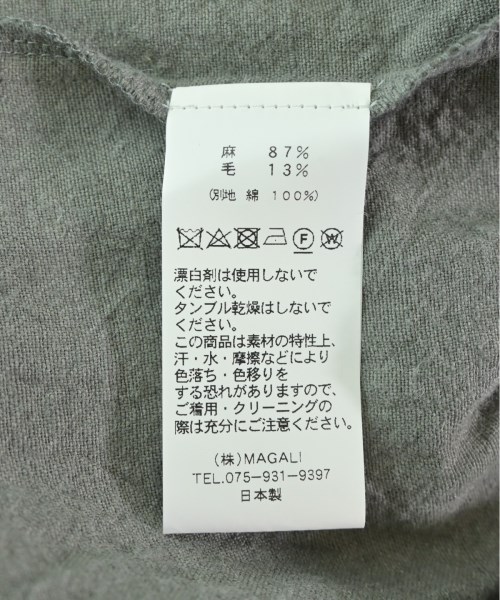 麻 87%
毛 13%
(別地 綿 100%)
漂白剤は使用しないで
ください。
タンブル乾燥はしないで
ください。
この商品は素材の特性上、
汗・水・摩擦などにより
色落ち・色移りを
する恐れがありますので、
ご着用・クリーニングの
際は充分にご注意ください。
(株)MAGALI
TEL.075-931-9397
日本製